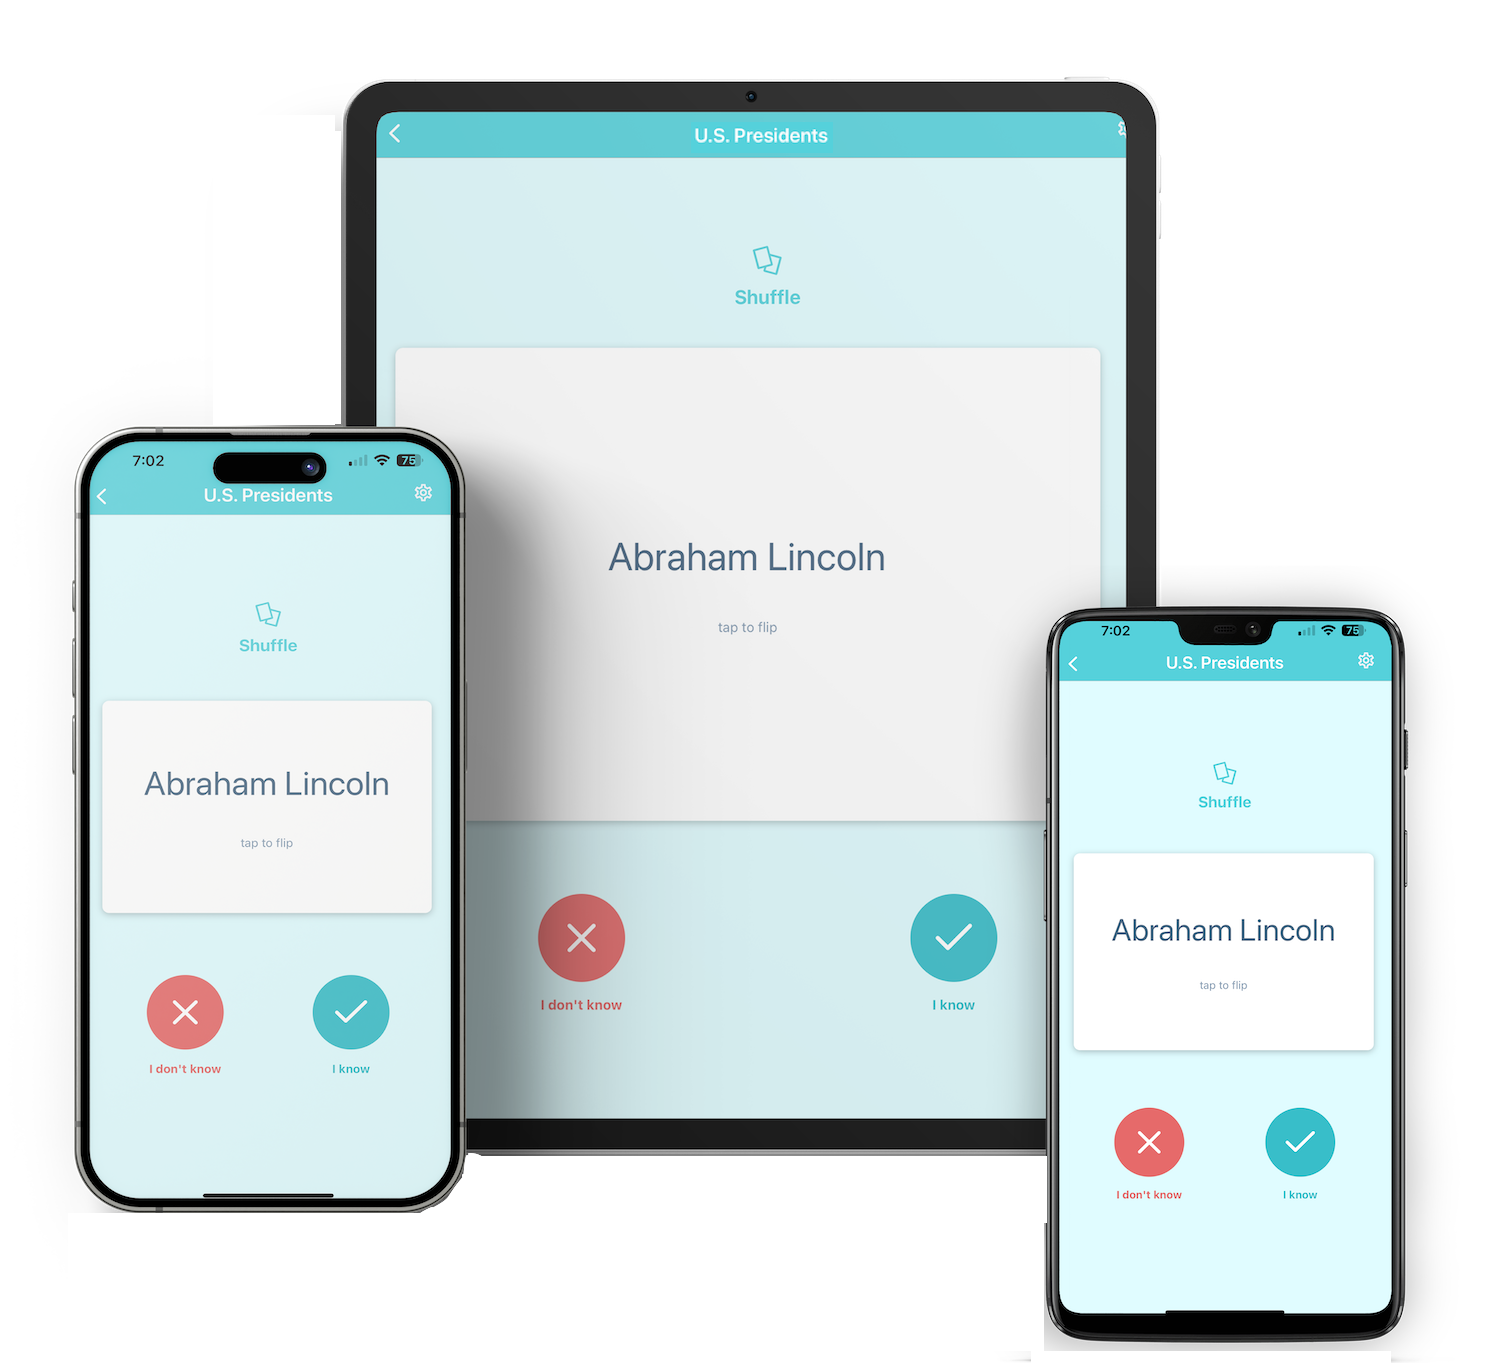 U.S. Presidents
Shuffle
Abraham Lincoln
tap to flip
I don't know
I know
7:02
75
U.S. Presidents
Shuffle
Abraham Lincoln
tap to flip
I don't know
I know
7:02
75
U.S. Presidents
Shuffle
Abraham Lincoln
tap to flip
I don't know
I know